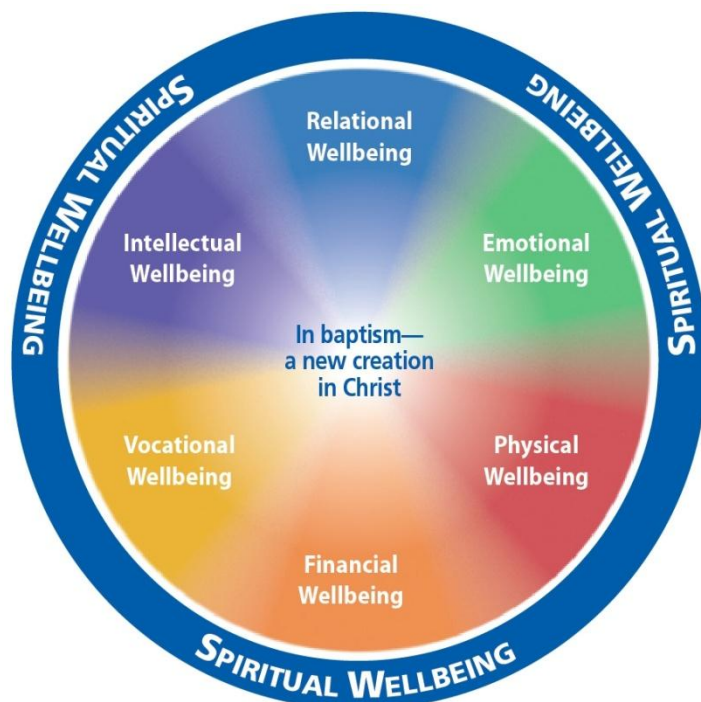 SPIRITUAL WELLBEING
SPIRITUAL WELLBEING
Relational
Wellbeing
Intellectual
Wellbeing
Emotional
Wellbeing
In baptism—
a new creation
in Christ
Vocational
Wellbeing
Physical
Wellbeing
Financial
Wellbeing
SPIRITUAL WELLBEING